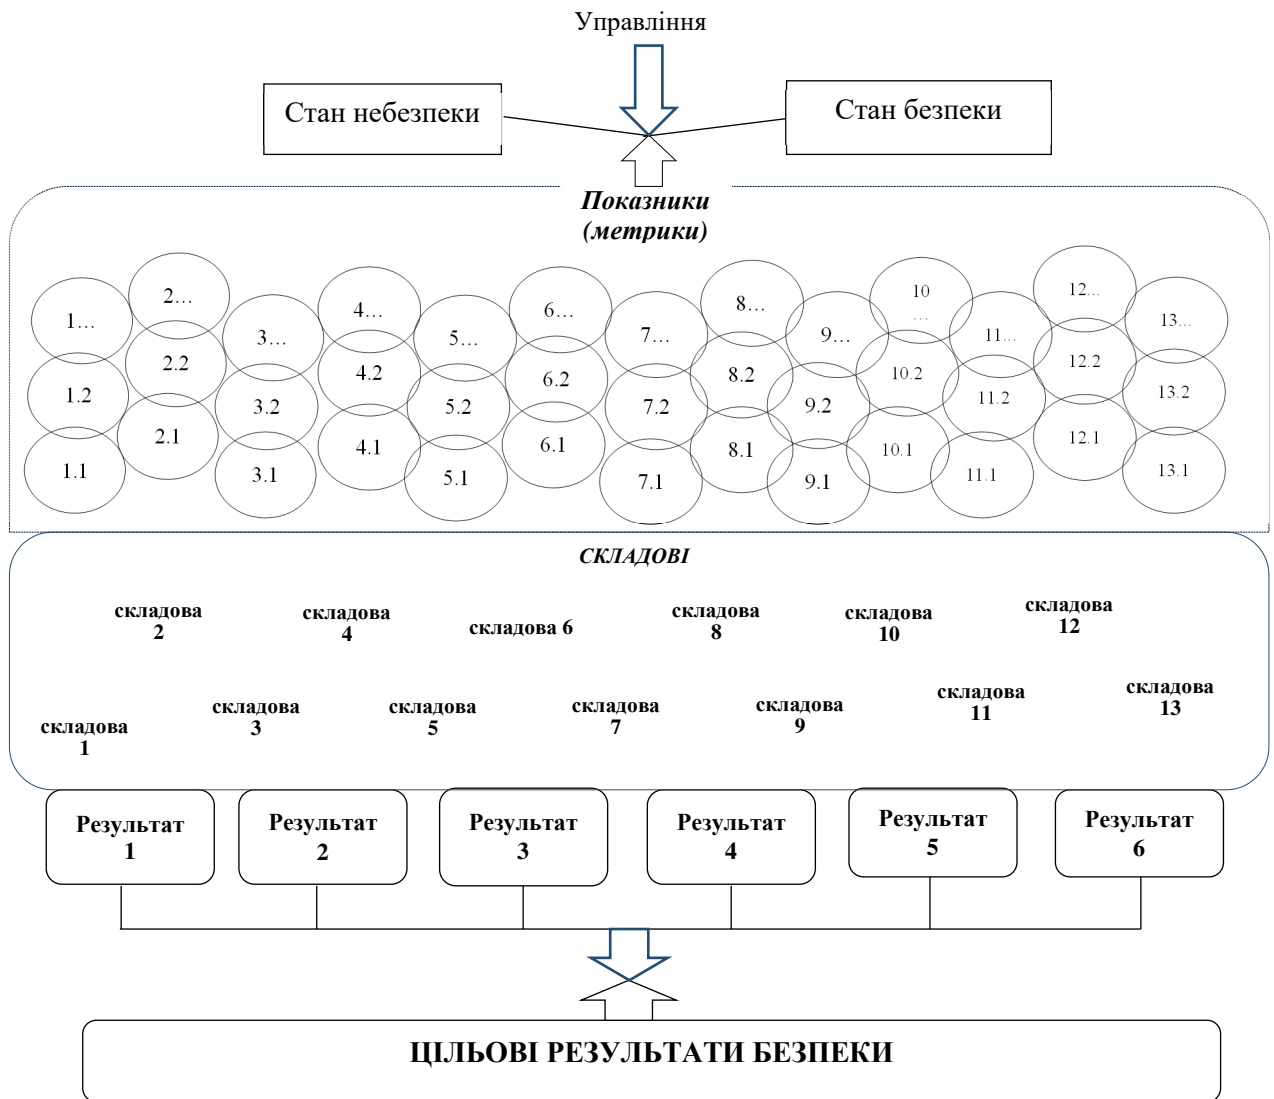 Управління
Стан небезпеки
Стан безпеки
Показники
(метрики)
1...
1.2
1.1
2...
2.2
2.1
3...
3.2
3.1
4...
4.2
4.1
5...
5.2
5.1
6...
6.2
6.1
7...
7.2
7.1
8...
8.2
8.1
9...
9.2
9.1
10
...
10.2
10.1
11...
11.2
11.1
12...
12.2
12.1
13...
13.2
13.1
СКЛАДОВІ
складова
2
складова
4
складова 6
складова
8
складова
10
складова
12
складова
1
складова
3
складова
5
складова
7
складова
9
складова
11
складова
13
Результат
1
Результат
2
Результат
3
Результат
4
Результат
5
Результат
6
ЦІЛЬОВІ РЕЗУЛЬТАТИ БЕЗПЕКИ